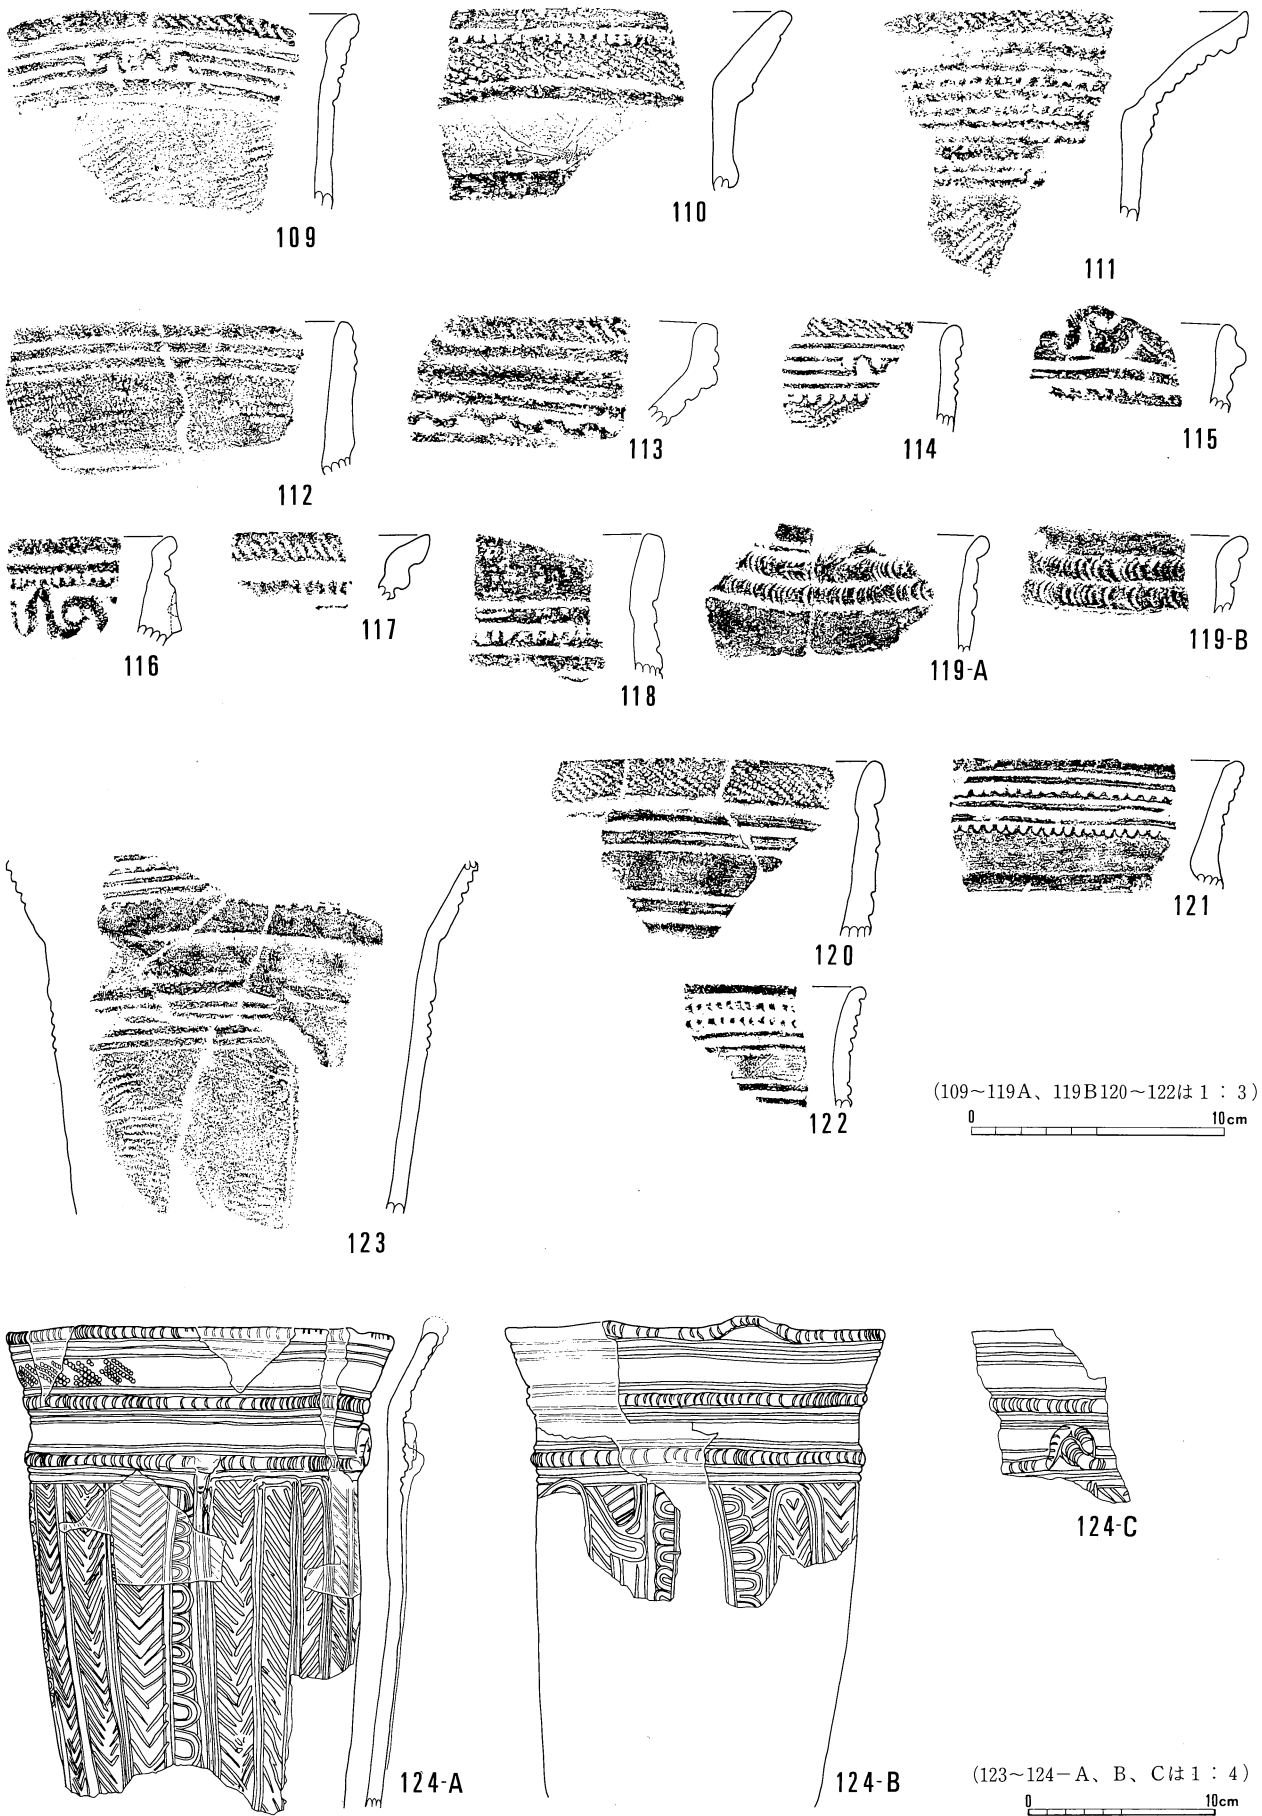 109
110
111
112
113
114
115
116
117
118
119-A
119-B
120
121
122
(109～119A、119B120～122は1：3)
0 10cm
123
124-A
124-B
124-C
(123～124－A、B、Cは1：4)
0 10cm